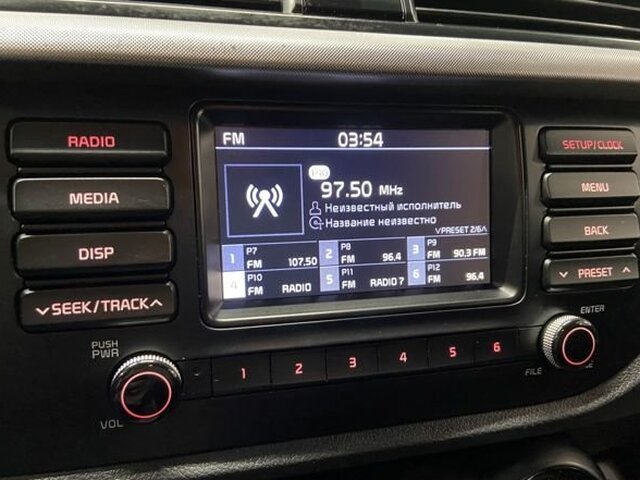 FM 03:54
P10
97.50 MHz
Неизвестный исполнитель
Название неизвестно
PRESET 2/6
1 P7 FM 107.50 2 P8 FM 96.4 3 P9 FM 90.3 FM
4 P10 FM RADIO 5 P11 FM RADIO 7 6 P12 FM 96.4
RADIO
MEDIA
DISP
SEEK/TRACK
SETUP/CLOCK
MENU
BACK
PRESET
PUSH
PWR
VOL
1 2 3 4 5 6
ENTER
FILE